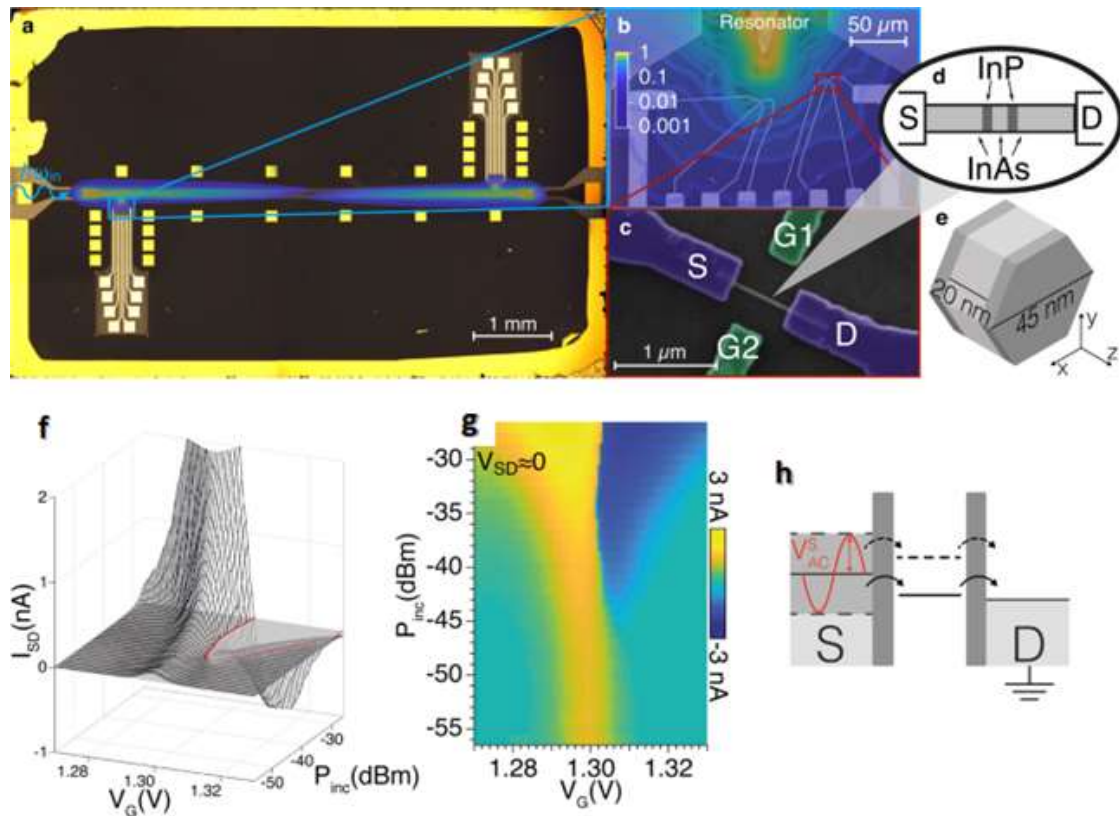 a
1 mm
b
Resonator
50 µm
1
0.1
0.01
0.001
c
S
D
G1
G2
1 µm
d
InP
S
D
InAs
e
20 nm
45 nm
y
x
z
f
2
1
0
-1
I_SD(nA)
1.28
1.30
1.32
V_G(V)
-50
-40
-30
P_inc(dBm)
g
V_SD≈0
-30
-35
-40
-45
-50
-55
P_inc(dBm)
1.28
1.30
1.32
V_G(V)
3 nA
-3 nA
h
V^S_AC
S
D